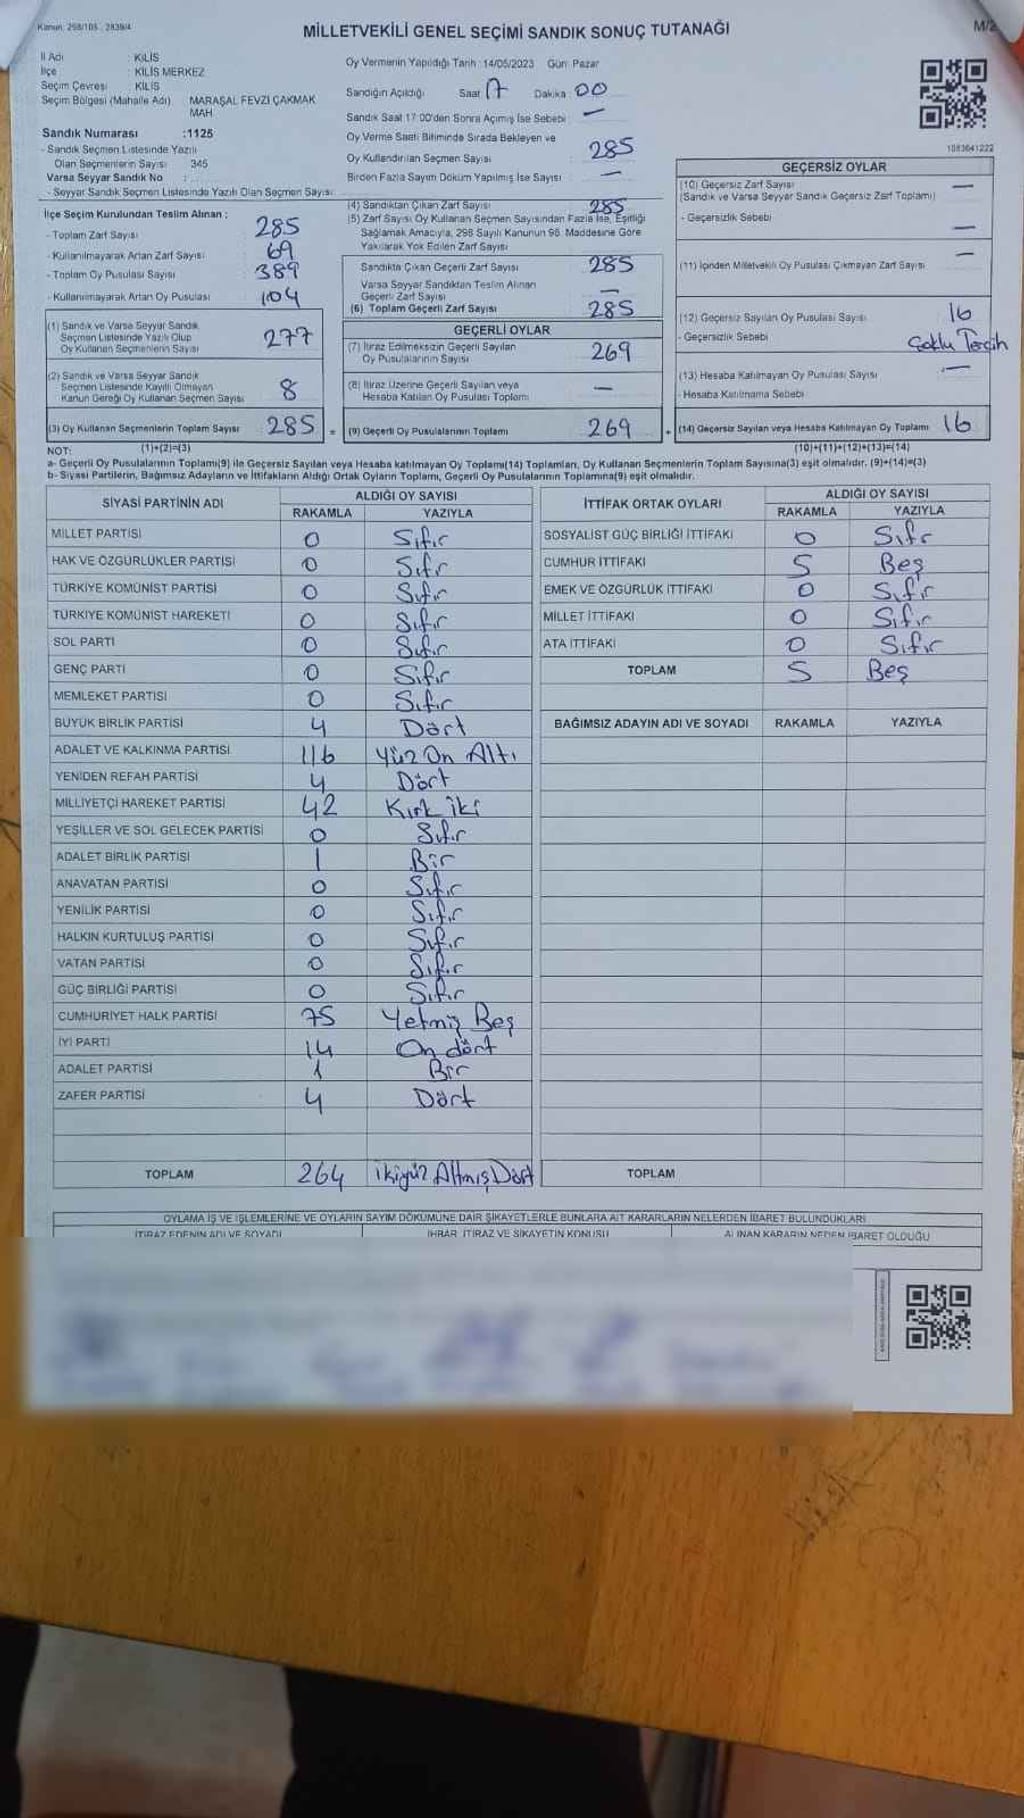 Kanun: 298/105 - 2839/4
MİLLETVEKİLİ GENEL SEÇİMİ SANDIK SONUÇ TUTANAĞI
M/2
İl Adı : KİLİS
İlçe : KİLİS MERKEZ
Seçim Çevresi : KİLİS
Seçim Bölgesi (Mahalle Adı) MARAŞAL FEVZİ ÇAKMAK MAH
Sandık Numarası :1125
- Sandık Seçmen Listesinde Yazılı
Olan Seçmenlerin Sayısı 345
Varsa Seyyar Sandık No :
- Seyyar Sandık Seçmen Listesinde Yazılı Olan Seçmen Sayısı:
Oy Vermenin Yapıldığı Tarih :14/05/2023 Gün: Pazar
Sandığın Açıldığı Saat 17 Dakika : 00
Sandık Saat 17:00'den Sonra Açılmış İse Sebebi : —
Oy Verme Saati Bitiminde Sırada Bekleyen ve
Oy Kullandırılan Seçmen Sayısı 285
Birden Fazla Sayım Döküm Yapılmış İse Sayısı —
1083641222
İlçe Seçim Kurulundan Teslim Alınan :
- Toplam Zarf Sayısı 285
- Kullanılmayarak Artan Zarf Sayısı 69
- Toplam Oy Pusulası Sayısı 389
- Kullanılmayarak Artan Oy Pusulası 104
(1) Sandık ve Varsa Seyyar Sandık
Seçmen Listesinde Yazılı Olup
Oy Kullanan Seçmenlerin Sayısı 277
(2) Sandık ve Varsa Seyyar Sandık
Seçmen Listesinde Kayıtlı Olmayan
Kanun Gereği Oy Kullanan Seçmen Sayısı 8
(3) Oy Kullanan Seçmenlerin Toplam Sayısı 285 =
(4) Sandıktan Çıkan Zarf Sayısı 285
(5) Zarf Sayısı Oy Kullanan Seçmen Sayısından Fazla İse, Eşitliği
Sağlamak Amacıyla, 298 Sayılı Kanunun 98. Maddesine Göre
Yakılarak Yok Edilen Zarf Sayısı
Sandıkta Çıkan Geçerli Zarf Sayısı 285
Varsa Seyyar Sandıktan Teslim Alınan
Geçerli Zarf Sayısı —
(6) Toplam Geçerli Zarf Sayısı 285
GEÇERLİ OYLAR
(7) İtiraz Edilmeksizin Geçerli Sayılan
Oy Pusulalarının Sayısı 269
(8) İtiraz Üzerine Geçerli Sayılan veya
Hesaba Katılan Oy Pusulası Toplamı —
(9) Geçerli Oy Pusulalarının Toplamı 269 +
GEÇERSİZ OYLAR
(10) Geçersiz Zarf Sayısı —
(Sandık ve Varsa Seyyar Sandık Geçersiz Zarf Toplamı)
- Geçersizlik Sebebi —
(11) İçinden Milletvekili Oy Pusulası Çıkmayan Zarf Sayısı —
(12) Geçersiz Sayılan Oy Pusulası Sayısı 16
- Geçersizlik Sebebi Çoklu Tercih
(13) Hesaba Katılmayan Oy Pusulası Sayısı —
- Hesaba Katılmama Sebebi
(14) Geçersiz Sayılan veya Hesaba Katılmayan Oy Toplamı 16
NOT: (1)+(2)=(3) (10)+(11)+(12)+(13)=(14)
a- Geçerli Oy Pusulalarının Toplamı(9) ile Geçersiz Sayılan veya Hesaba katılmayan Oy Toplamı(14) Toplamları, Oy Kullanan Seçmenlerin Toplam Sayısına(3) eşit olmalıdır. (9)+(14)=(3)
b- Siyasi Partilerin, Bağımsız Adayların ve İttifakların Aldığı Ortak Oyların Toplamı, Geçerli Oy Pusulalarının Toplamına(9) eşit olmalıdır.
SİYASİ PARTİNİN ADI ALDIĞI OY SAYISI
RAKAMLA YAZIYLA
MİLLET PARTİSİ 0 Sıfır
HAK VE ÖZGÜRLÜKLER PARTİSİ 0 Sıfr
TÜRKİYE KOMÜNİST PARTİSİ 0 Sıfır
TÜRKİYE KOMÜNİST HAREKETİ 0 Sıfır
SOL PARTİ 0 Sıfır
GENÇ PARTİ 0 Sıfır
MEMLEKET PARTİSİ 0 Sıfır
BÜYÜK BİRLİK PARTİSİ 4 Dört
ADALET VE KALKINMA PARTİSİ 116 Yüz On Altı
YENİDEN REFAH PARTİSİ 4 Dört
MİLLİYETÇİ HAREKET PARTİSİ 42 Kırk iki
YEŞİLLER VE SOL GELECEK PARTİSİ 0 Sıfır
ADALET BİRLİK PARTİSİ 1 Bir
ANAVATAN PARTİSİ 0 Sıfır
YENİLİK PARTİSİ 0 Sıfır
HALKIN KURTULUŞ PARTİSİ 0 Sıfır
VATAN PARTİSİ 0 Sıfır
GÜÇ BİRLİĞİ PARTİSİ 0 Sıfır
CUMHURİYET HALK PARTİSİ 75 Yetmiş Beş
İYİ PARTİ 14 On dört
ADALET PARTİSİ 1 Bir
ZAFER PARTİSİ 4 Dört
TOPLAM 264 ikiyüz Altmış Dört
İTTİFAK ORTAK OYLARI ALDIĞI OY SAYISI
RAKAMLA YAZIYLA
SOSYALİST GÜÇ BİRLİĞİ İTTİFAKI 0 Sıfr
CUMHUR İTTİFAKI 5 Beş
EMEK VE ÖZGÜRLÜK İTTİFAKI 0 Sıfır
MİLLET İTTİFAKI 0 Sıfır
ATA İTTİFAKI 0 Sıfır
TOPLAM 5 Beş
BAĞIMSIZ ADAYIN ADI VE SOYADI RAKAMLA YAZIYLA
TOPLAM
OYLAMA İŞ VE İŞLEMLERİNE VE OYLARIN SAYIM DÖKÜMÜNE DAİR ŞİKAYETLERLE BUNLARA AİT KARARLARIN NELERDEN İBARET BULUNDUKLARI
İTİRAZ EDENİN ADI VE SOYADI İHBAR, İTİRAZ VE ŞİKAYETİN KONUSU ALINAN KARARIN NEDEN İBARET OLDUĞU